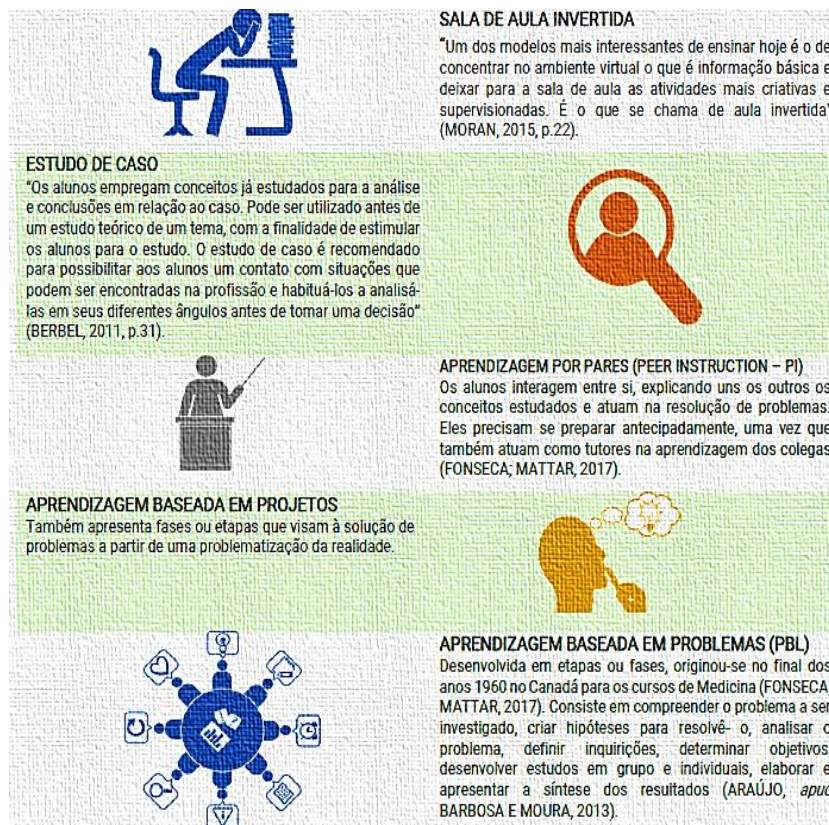 SALA DE AULA INVERTIDA
“Um dos modelos mais interessantes de ensinar hoje é o de
concentrar no ambiente virtual o que é informação básica e
deixar para a sala de aula as atividades mais criativas e
supervisionadas. É o que se chama de aula invertida”
(MORAN, 2015, p.22).
ESTUDO DE CASO
“Os alunos empregam conceitos já estudados para a análise
e conclusões em relação ao caso. Pode ser utilizado antes de
um estudo teórico de um tema, com a finalidade de estimular
os alunos para o estudo. O estudo de caso é recomendado
para possibilitar aos alunos um contato com situações que
podem ser encontradas na profissão e habituá-los a analisá-
las em seus diferentes ângulos antes de tomar uma decisão”
(BERBEL, 2011, p.31).
APRENDIZAGEM POR PARES (PEER INSTRUCTION – PI)
Os alunos interagem entre si, explicando uns os outros os
conceitos estudados e atuam na resolução de problemas.
Eles precisam se preparar antecipadamente, uma vez que
também atuam como tutores na aprendizagem dos colegas
(FONSECA; MATTAR, 2017).
APRENDIZAGEM BASEADA EM PROJETOS
Também apresenta fases ou etapas que visam à solução de
problemas a partir de uma problematização da realidade.
APRENDIZAGEM BASEADA EM PROBLEMAS (PBL)
Desenvolvida em etapas ou fases, originou-se no final dos
anos 1960 no Canadá para os cursos de Medicina (FONSECA
MATTAR, 2017). Consiste em compreender o problema a ser
investigado, criar hipóteses para resolvê- o, analisar o
problema, definir inquirições, determinar objetivos
desenvolver estudos em grupo e individuais, elaborar e
apresentar a síntese dos resultados (ARAÚJO, apud
BARBOSA E MOURA, 2013).